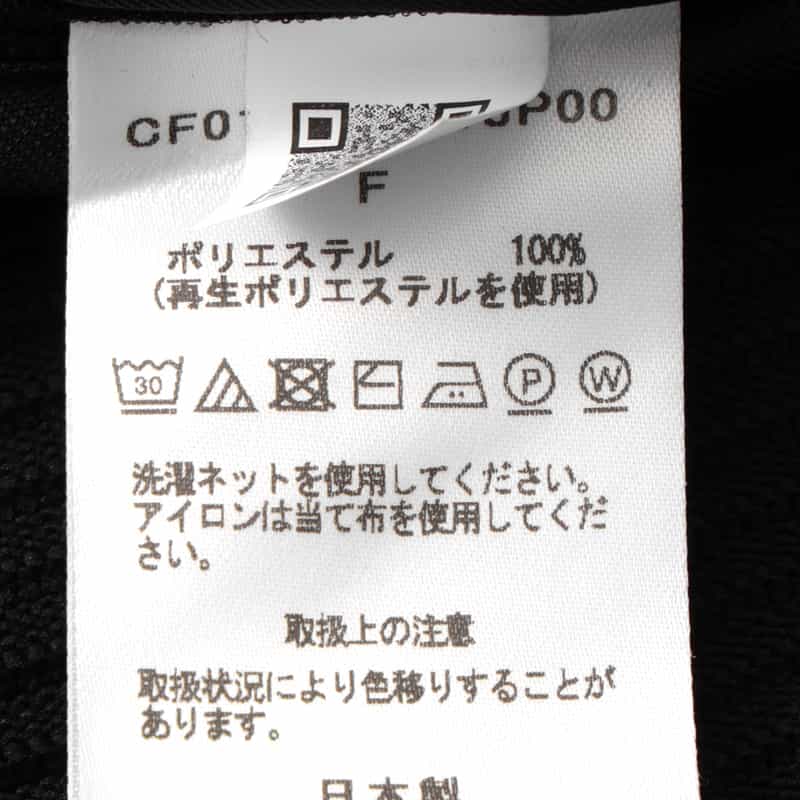 CF0
JP00
F
ポリエステル 100%
(再生ポリエステルを使用)
30 P W
洗濯ネットを使用してください。
アイロンは当て布を使用してくだ
さい。
取扱上の注意
取扱状況により色移りすることが
あります。
日本製